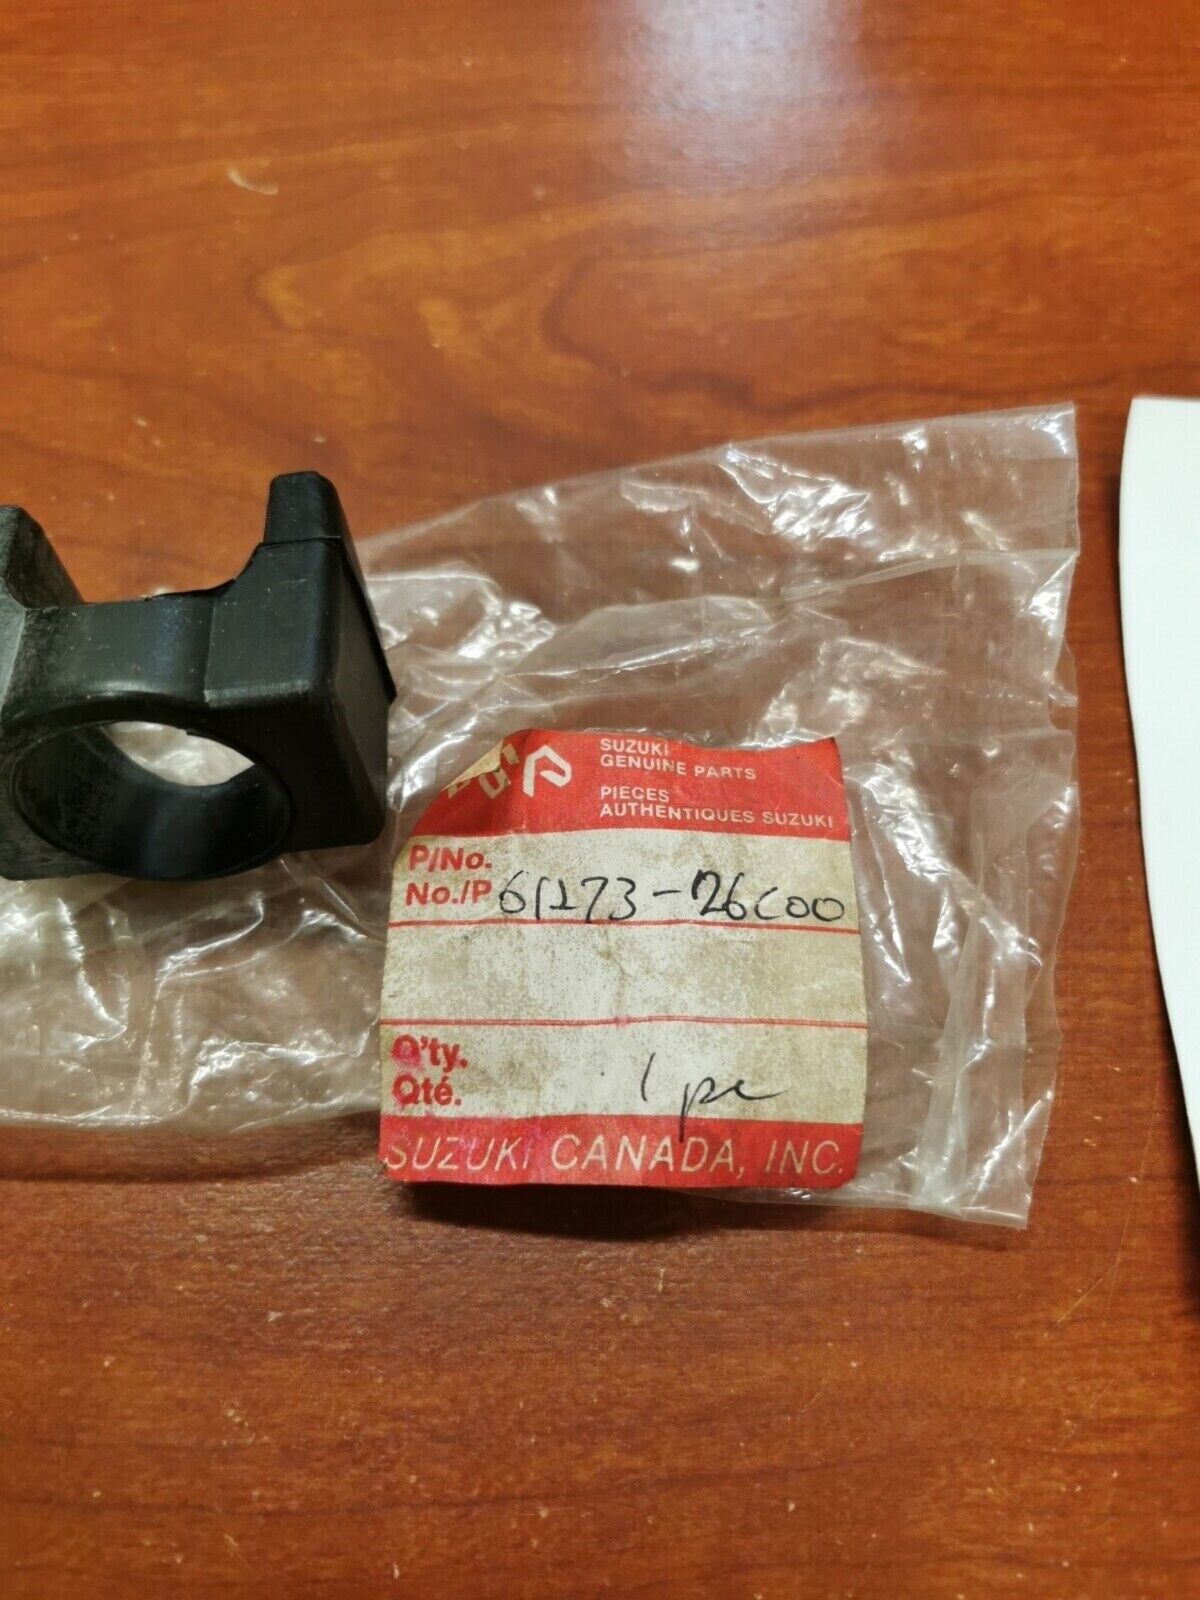 SUZUKI
GENUINE PARTS
PIECES
AUTHENTIQUES SUZUKI
P/No.
No./P 61273-26C00
Q'ty.
Qté. 1 pc
SUZUKI CANADA, INC.